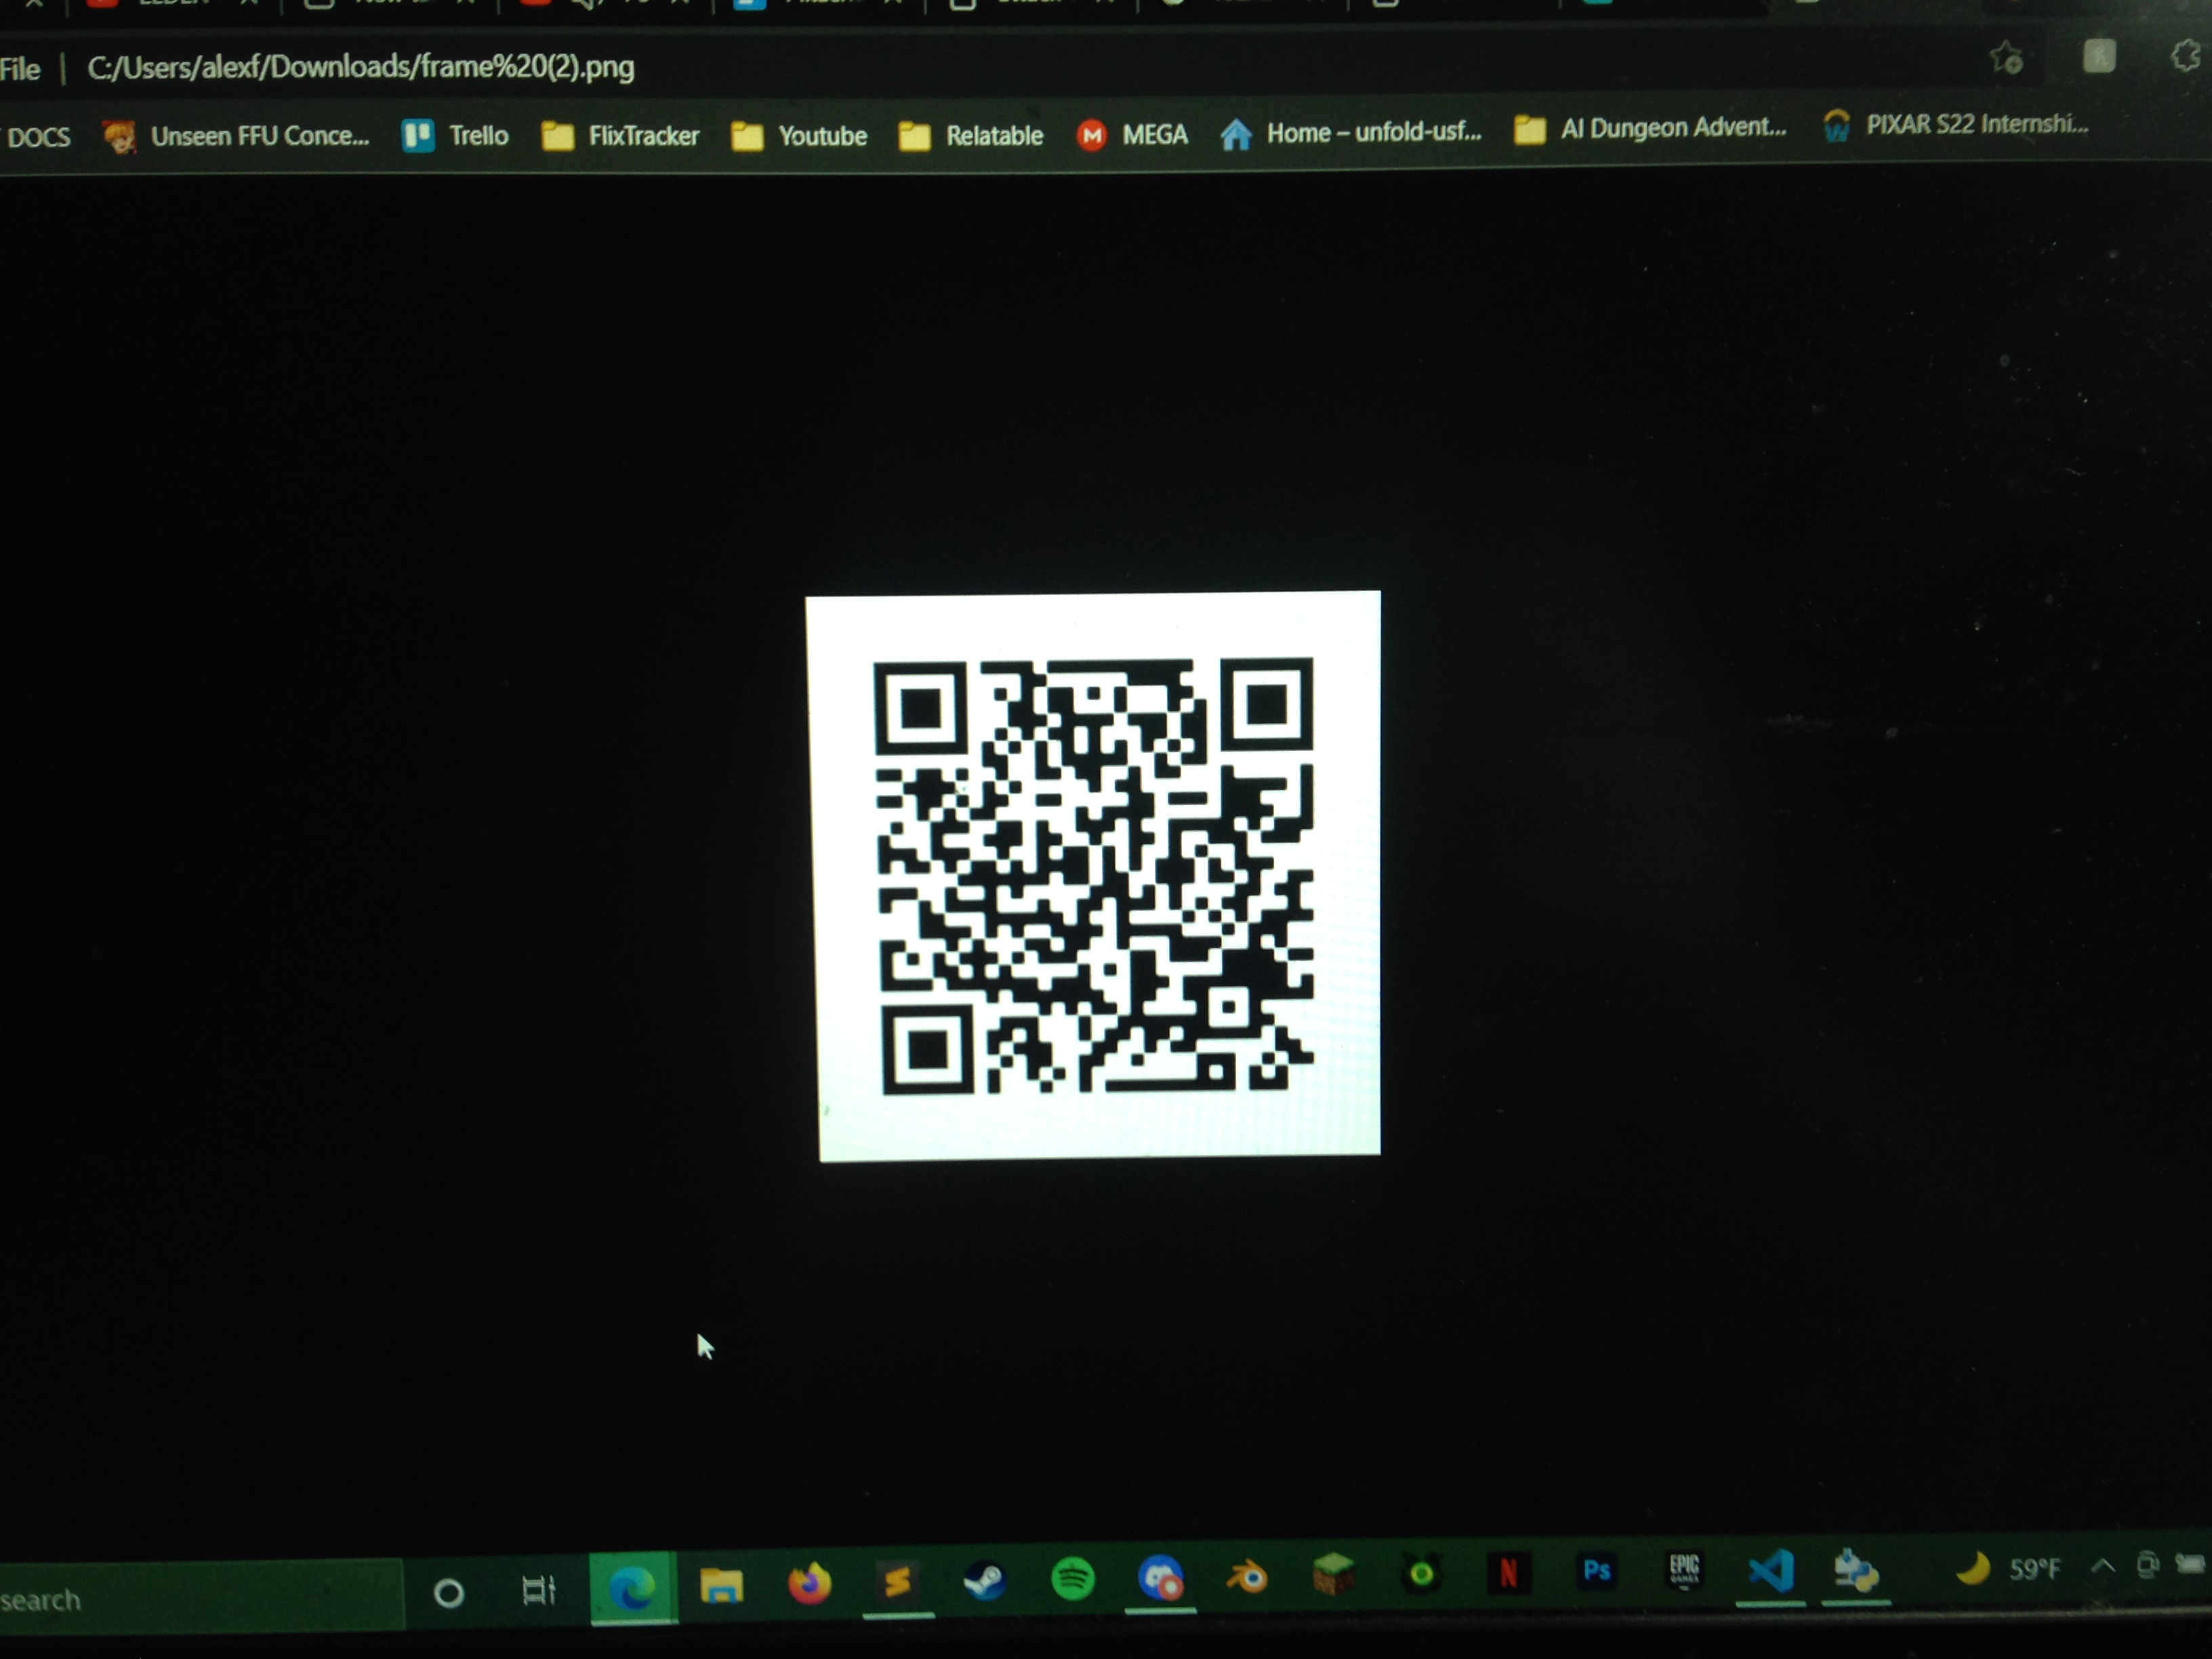 File | C:/Users/alexf/Downloads/frame%20(2).png
DOCS Unseen FFU Conce... Trello FlixTracker Youtube Relatable MEGA Home – unfold-usf... AI Dungeon Advent... PIXAR S22 Internshi...
search N Ps EPIC GAMES 59°F